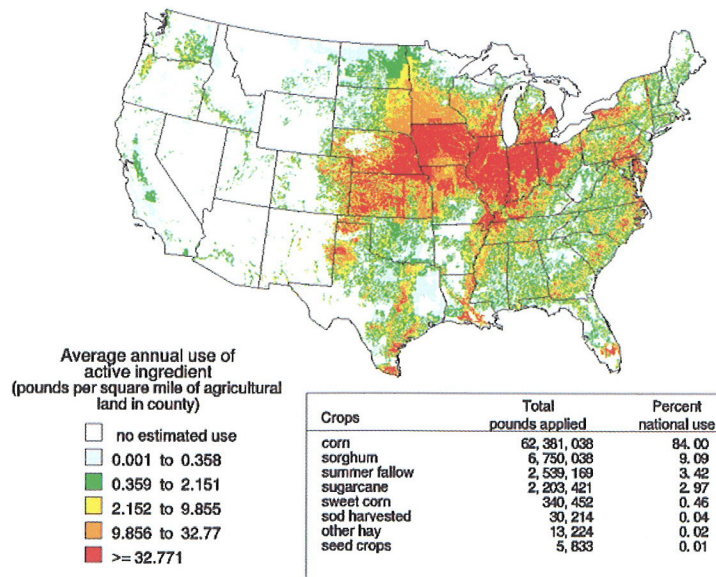 Average annual use of
active ingredient
(pounds per square mile of agricultural
land in county)
no estimated use
0.001 to 0.358
0.359 to 2.151
2.152 to 9.855
9.856 to 32.77
>= 32.771
Crops Total pounds applied Percent national use
corn 62, 381, 038 84. 00
sorghum 6, 750, 038 9. 09
summer fallow 2, 539, 169 3. 42
sugarcane 2, 203, 421 2. 97
sweet corn 340, 452 0. 46
sod harvested 30, 214 0. 04
other hay 13, 224 0. 02
seed crops 5, 833 0. 01